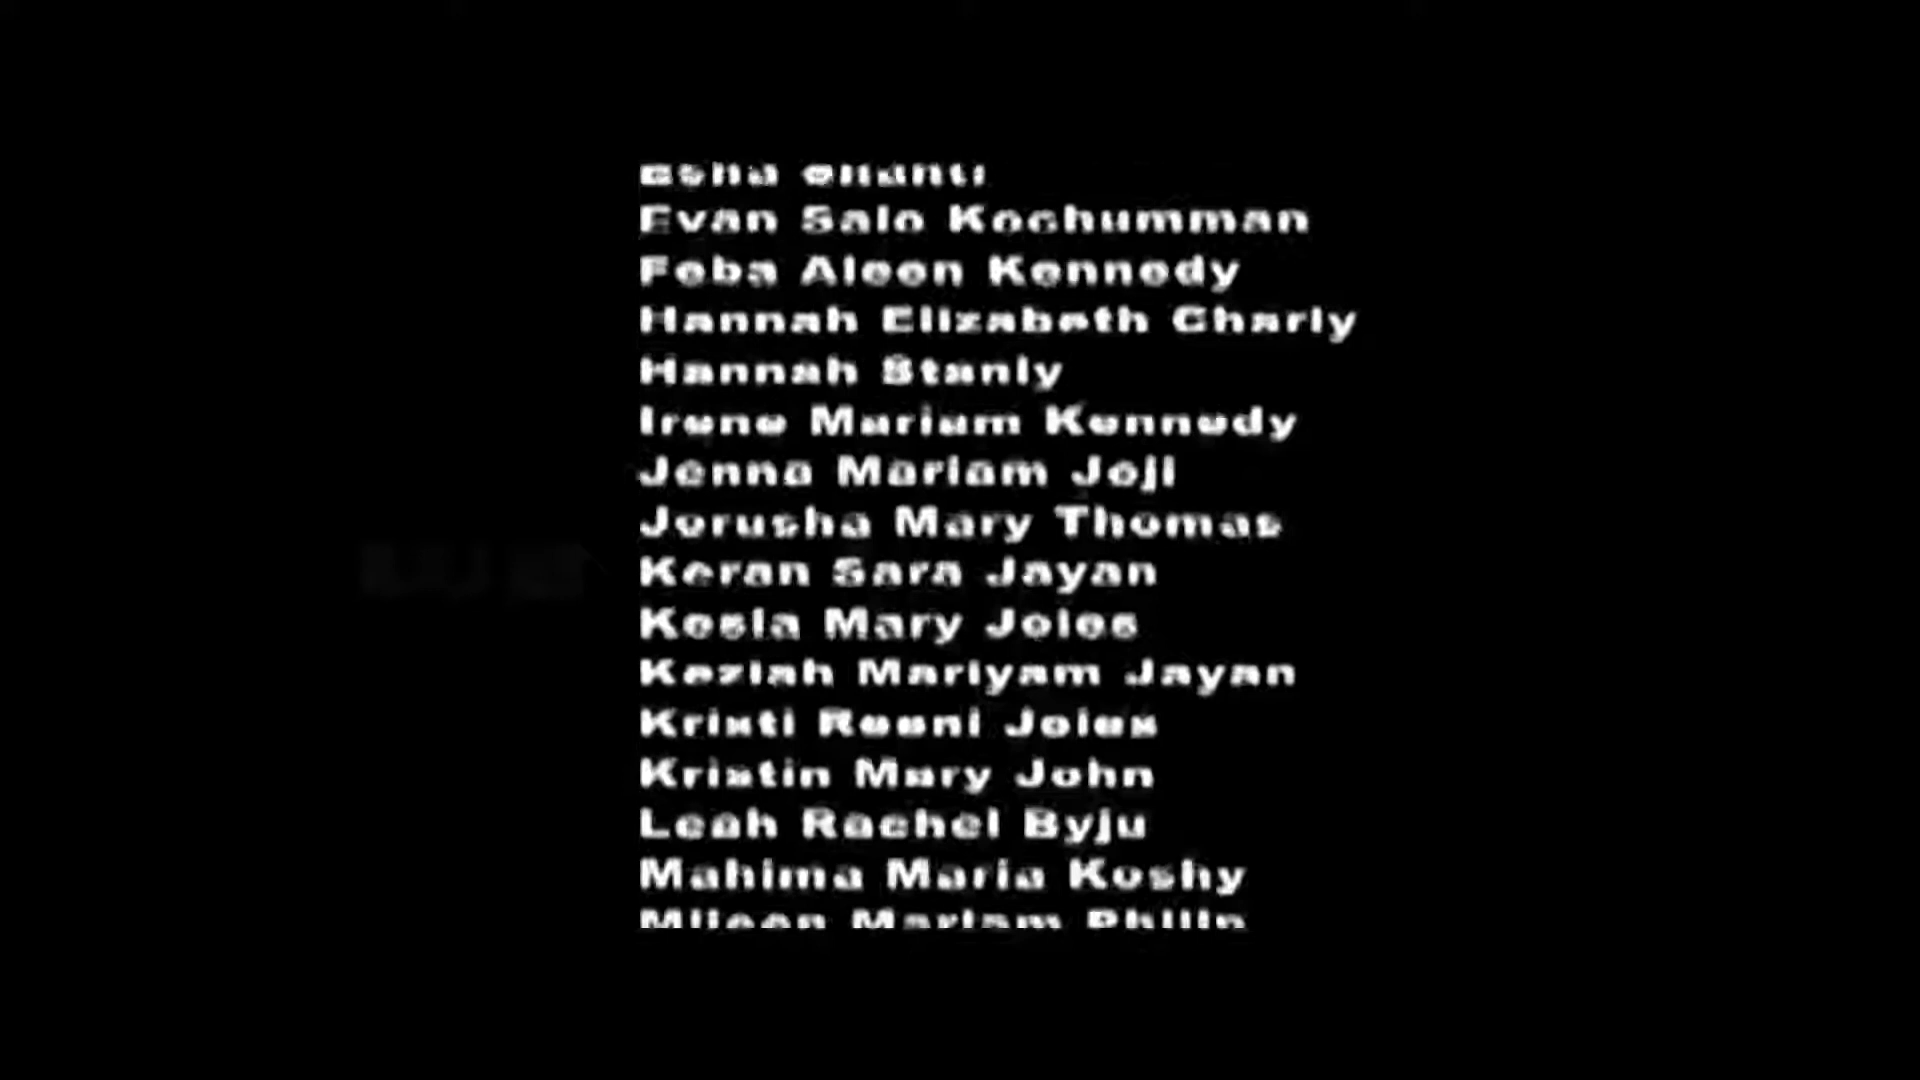 Evan Salo Kochumman
Feba Aleen Kennedy
Hannah Elizabeth Charly
Hannah Stanly
Irene Mariam Kennedy
Jenna Mariam Joji
Jerusha Mary Thomas
Keran Sara Jayan
Kesia Mary Joies
Keziah Mariyam Jayan
Kristi Reeni Joies
Kristin Mary John
Leah Rachel Byju
Mahima Maria Koshy
Mariam Philip